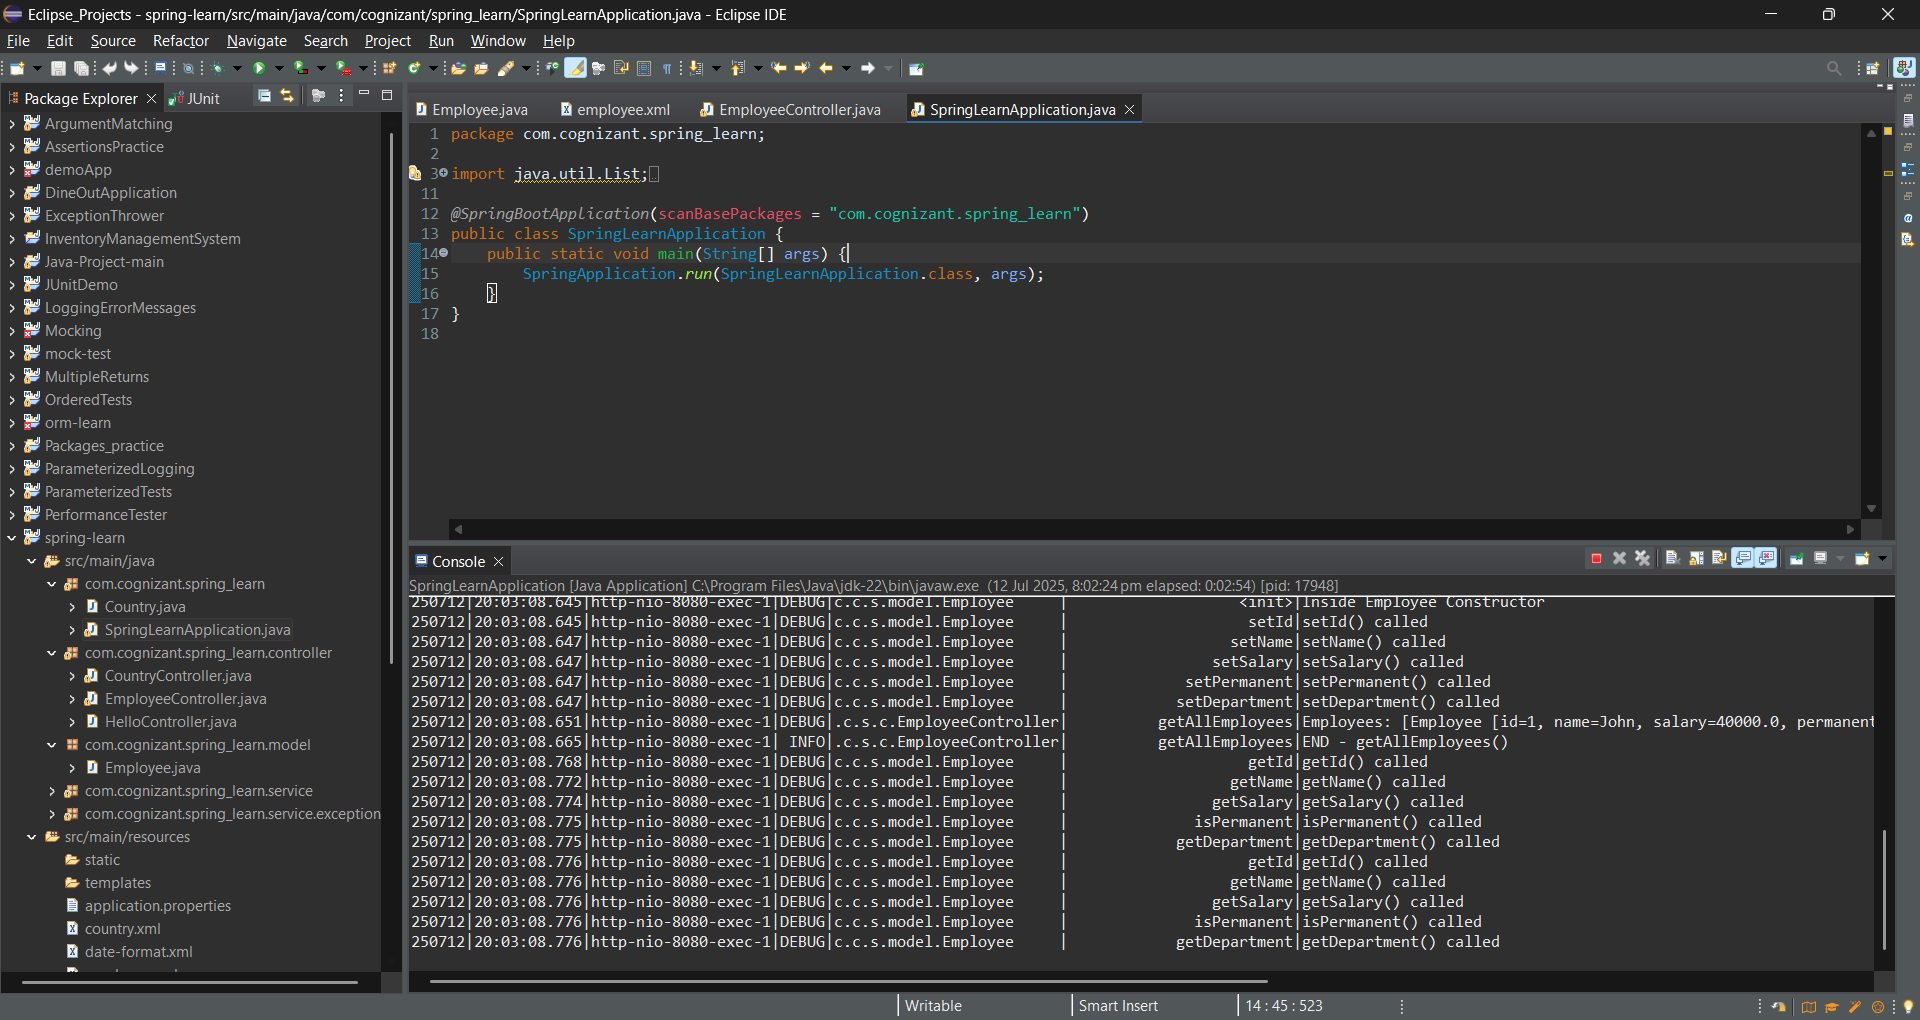 Eclipse_Projects - spring-learn/src/main/java/com/cognizant/spring_learn/SpringLearnApplication.java - Eclipse IDE
File Edit Source Refactor Navigate Search Project Run Window Help
Package Explorer
JUnit
ArgumentMatching
AssertionsPractice
demoApp
DineOutApplication
ExceptionThrower
InventoryManagementSystem
Java-Project-main
JUnitDemo
LoggingErrorMessages
Mocking
mock-test
MultipleReturns
OrderedTests
orm-learn
Packages_practice
ParameterizedLogging
ParameterizedTests
PerformanceTester
spring-learn
src/main/java
com.cognizant.spring_learn
Country.java
SpringLearnApplication.java
com.cognizant.spring_learn.controller
CountryController.java
EmployeeController.java
HelloController.java
com.cognizant.spring_learn.model
Employee.java
com.cognizant.spring_learn.service
com.cognizant.spring_learn.service.exception
src/main/resources
static
templates
application.properties
country.xml
date-format.xml
Employee.java employee.xml EmployeeController.java SpringLearnApplication.java
1 package com.cognizant.spring_learn;
2
3 import java.util.List;
11
12 @SpringBootApplication(scanBasePackages = "com.cognizant.spring_learn")
13 public class SpringLearnApplication {
14 public static void main(String[] args) {
15 SpringApplication.run(SpringLearnApplication.class, args);
16 }
17 }
18
Console
SpringLearnApplication [Java Application] C:\Program Files\Java\jdk-22\bin\javaw.exe (12 Jul 2025, 8:02:24 pm elapsed: 0:02:54) [pid: 17948]
250712|20:03:08.645|http-nio-8080-exec-1|DEBUG|c.c.s.model.Employee | <init>|Inside Employee Constructor
250712|20:03:08.645|http-nio-8080-exec-1|DEBUG|c.c.s.model.Employee | setId|setId() called
250712|20:03:08.647|http-nio-8080-exec-1|DEBUG|c.c.s.model.Employee | setName|setName() called
250712|20:03:08.647|http-nio-8080-exec-1|DEBUG|c.c.s.model.Employee | setSalary|setSalary() called
250712|20:03:08.647|http-nio-8080-exec-1|DEBUG|c.c.s.model.Employee | setPermanent|setPermanent() called
250712|20:03:08.647|http-nio-8080-exec-1|DEBUG|c.c.s.model.Employee | setDepartment|setDepartment() called
250712|20:03:08.651|http-nio-8080-exec-1|DEBUG|.c.s.c.EmployeeController| getAllEmployees|Employees: [Employee [id=1, name=John, salary=40000.0, permanent
250712|20:03:08.665|http-nio-8080-exec-1| INFO|.c.s.c.EmployeeController| getAllEmployees|END - getAllEmployees()
250712|20:03:08.768|http-nio-8080-exec-1|DEBUG|c.c.s.model.Employee | getId|getId() called
250712|20:03:08.772|http-nio-8080-exec-1|DEBUG|c.c.s.model.Employee | getName|getName() called
250712|20:03:08.774|http-nio-8080-exec-1|DEBUG|c.c.s.model.Employee | getSalary|getSalary() called
250712|20:03:08.775|http-nio-8080-exec-1|DEBUG|c.c.s.model.Employee | isPermanent|isPermanent() called
250712|20:03:08.775|http-nio-8080-exec-1|DEBUG|c.c.s.model.Employee | getDepartment|getDepartment() called
250712|20:03:08.776|http-nio-8080-exec-1|DEBUG|c.c.s.model.Employee | getId|getId() called
250712|20:03:08.776|http-nio-8080-exec-1|DEBUG|c.c.s.model.Employee | getName|getName() called
250712|20:03:08.776|http-nio-8080-exec-1|DEBUG|c.c.s.model.Employee | getSalary|getSalary() called
250712|20:03:08.776|http-nio-8080-exec-1|DEBUG|c.c.s.model.Employee | isPermanent|isPermanent() called
250712|20:03:08.776|http-nio-8080-exec-1|DEBUG|c.c.s.model.Employee | getDepartment|getDepartment() called
Writable Smart Insert 14 : 45 : 523